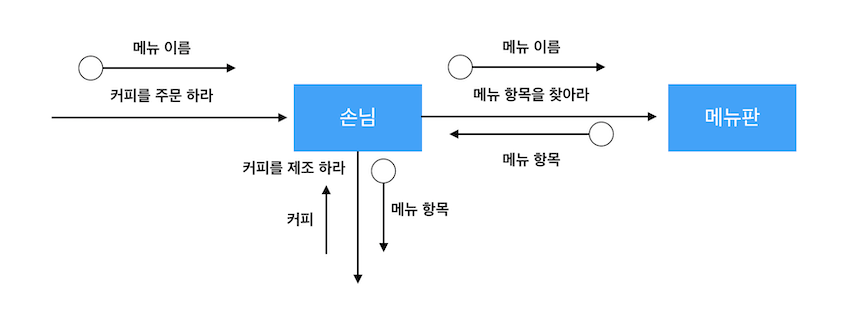 메뉴 이름
커피를 주문 하라
손님
메뉴 이름
메뉴 항목을 찾아라
메뉴 항목
메뉴판
커피를 제조 하라
커피
메뉴 항목